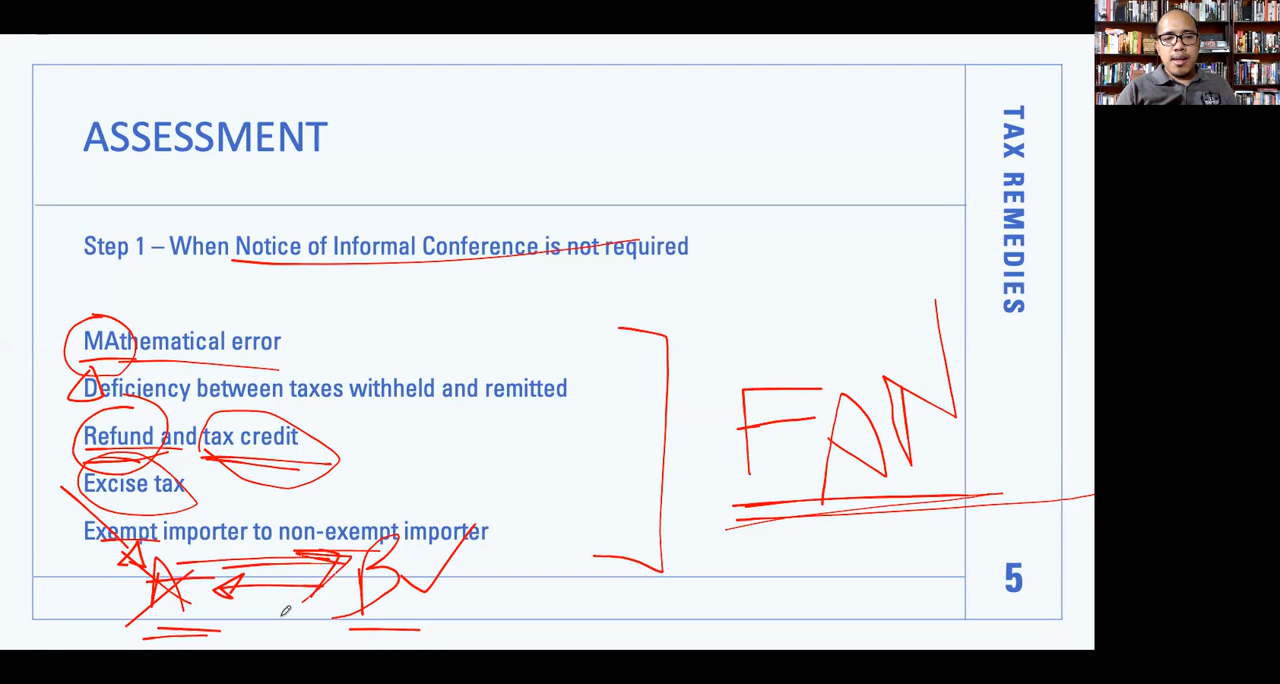 ASSESSMENT
TAX REMEDIES
Step 1 – When Notice of Informal Conference is not required
MAthematical error
Deficiency between taxes withheld and remitted
Refund and tax credit
Excise tax
Exempt importer to non-exempt importer
FAN
A B
5